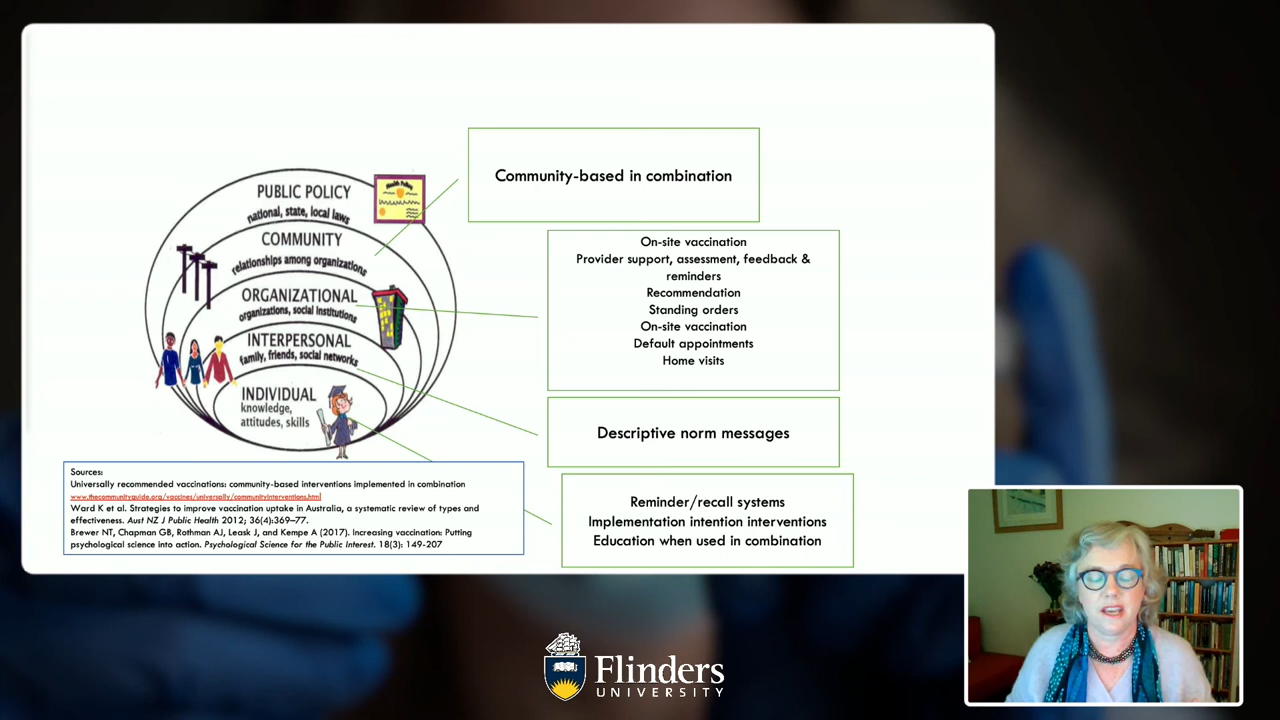 Community-based in combination
PUBLIC POLICY
national, state, local laws
Health Policy
COMMUNITY
relationships among organizations
ORGANIZATIONAL
organizations, social institutions
INTERPERSONAL
family, friends, social networks
INDIVIDUAL
knowledge,
attitudes, skills
On-site vaccination
Provider support, assessment, feedback &
reminders
Recommendation
Standing orders
On-site vaccination
Default appointments
Home visits
Descriptive norm messages
Reminder/recall systems
Implementation intention interventions
Education when used in combination
Sources:
Universally recommended vaccinations: community-based interventions implemented in combination
www.thecommunityguide.org/vaccines/universally/communityinterventions.html
Ward K et al. Strategies to improve vaccination uptake in Australia, a systematic review of types and
effectiveness. Aust NZ J Public Health 2012; 36(4):369–77.
Brewer NT, Chapman GB, Rothman AJ, Leask J, and Kempe A (2017). Increasing vaccination: Putting
psychological science into action. Psychological Science for the Public Interest. 18(3): 149-207
Flinders
UNIVERSITY